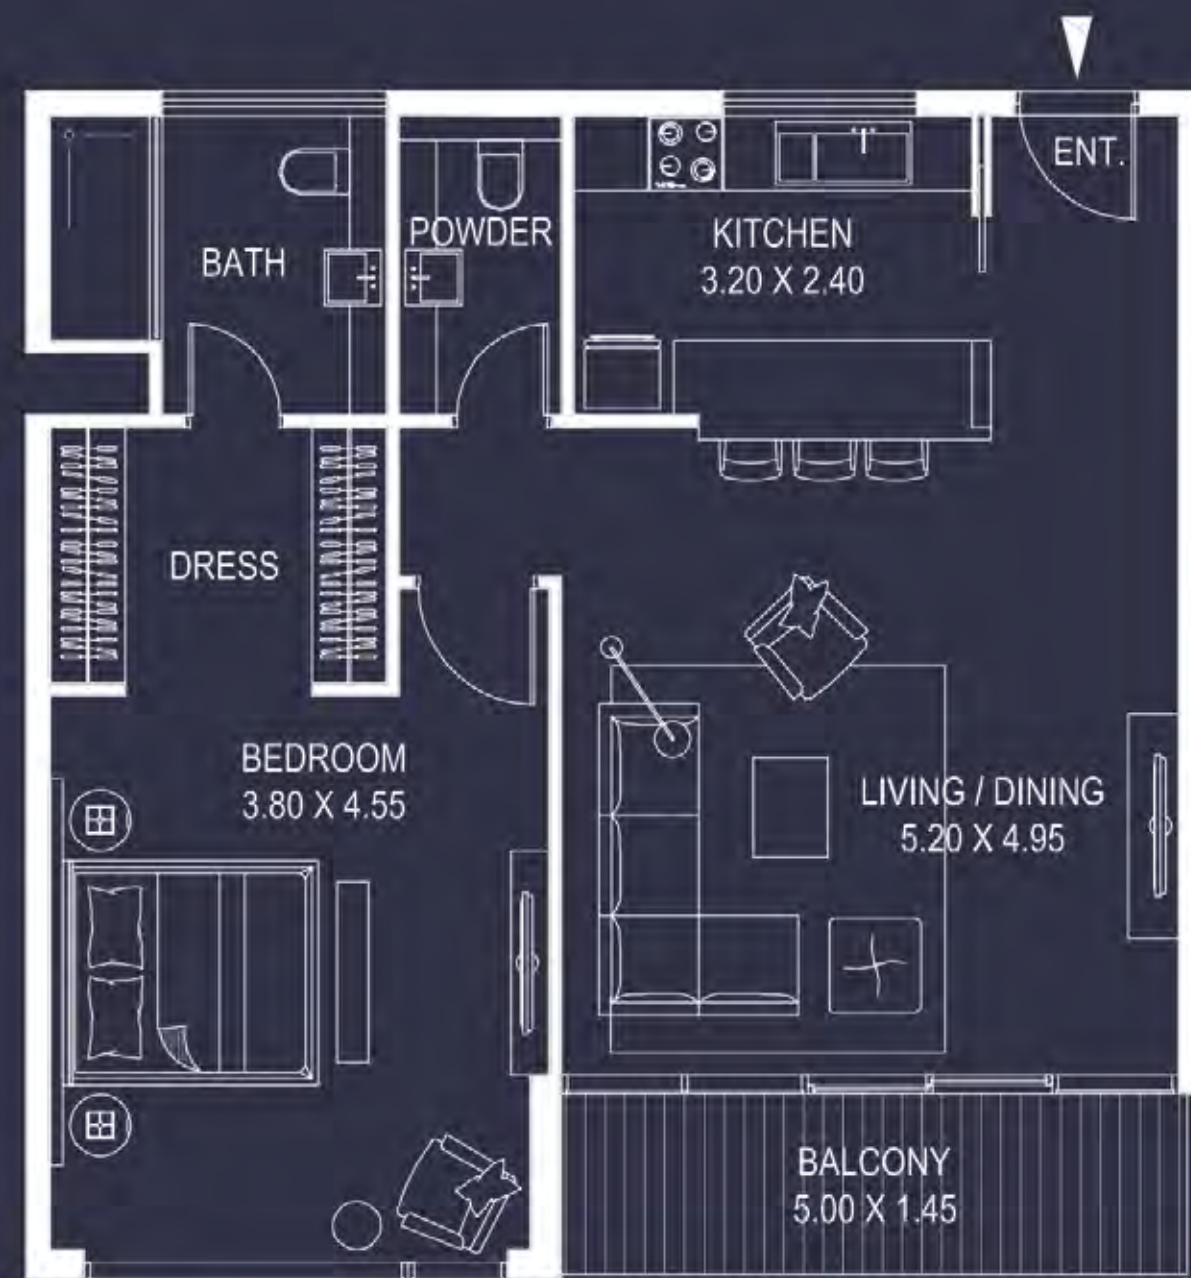 ENT.
POWDER
KITCHEN
3.20 X 2.40
BATH
DRESS
BEDROOM
3.80 X 4.55
LIVING / DINING
5.20 X 4.95
BALCONY
5.00 X 1.45